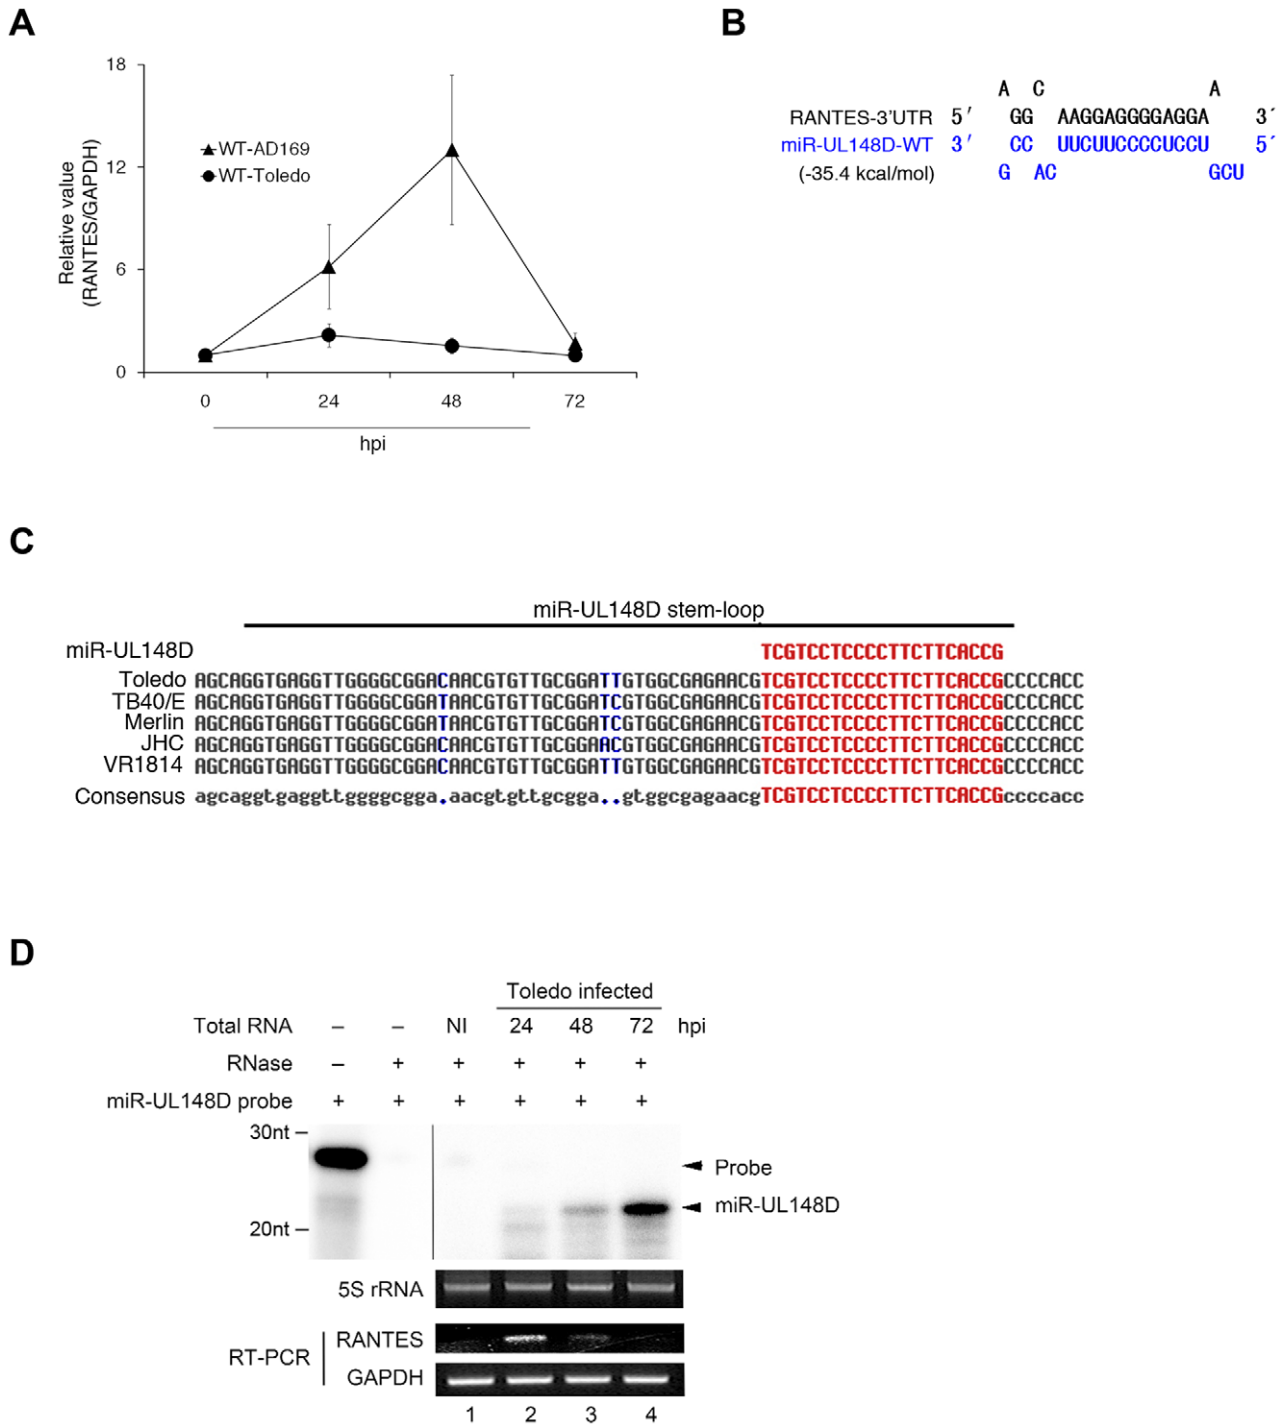 A
18
12
6
0
Relative value
(RANTES/GAPDH)
WT-AD169
WT-Toledo
0 24 48 72
hpi
B
A C A
RANTES-3'UTR 5′ GG AAGGAGGGGAGGA 3′
miR-UL148D-WT 3′ CC UUCUUCCCCUCCU 5′
(-35.4 kcal/mol) G AC GCU
C
miR-UL148D stem-loop
miR-UL148D TCGTCCTCCCCTTCTTCACCG
Toledo AGCAGGTGAGGTTGGGGCGGACAACGTGTTGCGGATTGTGGCGAGAACGTCGTCCTCCCCTTCTTCACCGCCCCACC
TB40/E AGCAGGTGAGGTTGGGGCGGATAACGTGTTGCGGATCGTGGCGAGAACGTCGTCCTCCCCTTCTTCACCGCCCCACC
Merlin AGCAGGTGAGGTTGGGGCGGATAACGTGTTGCGGATCGTGGCGAGAACGTCGTCCTCCCCTTCTTCACCGCCCCACC
JHC AGCAGGTGAGGTTGGGGCGGACAACGTGTTGCGGAACGTGGCGAGAACGTCGTCCTCCCCTTCTTCACCGCCCCACC
VR1814 AGCAGGTGAGGTTGGGGCGGACAACGTGTTGCGGATTGTGGCGAGAACGTCGTCCTCCCCTTCTTCACCGCCCCACC
Consensus agcaggtgaggttggggcgga.aacgtgttgcgga..gtggcgagaacgTCGTCCTCCCCTTCTTCACCGccccacc
D
Toledo infected
Total RNA – – NI 24 48 72 hpi
RNase – + + + + +
miR-UL148D probe + + + + + +
30nt
Probe
miR-UL148D
20nt
5S rRNA
RT-PCR
RANTES
GAPDH
1 2 3 4